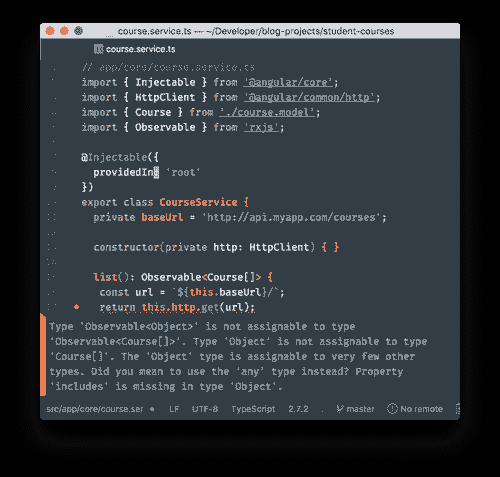 course.service.ts — ~/Developer/blog-projects/student-courses
course.service.ts
// app/core/course.service.ts
import { Injectable } from '@angular/core';
import { HttpClient } from '@angular/common/http';
import { Course } from './course.model';
import { Observable } from 'rxjs';
@Injectable({
providedIn: 'root'
})
export class CourseService {
private baseUrl = 'http://api.myapp.com/courses';
constructor(private http: HttpClient) { }
list(): Observable<Course[]> {
const url = `${this.baseUrl}/`;
return this.http.get(url);
Type 'Observable<Object>' is not assignable to type
'Observable<Course[]>'. Type 'Object' is not assignable to type
'Course[]'. The 'Object' type is assignable to very few other
types. Did you mean to use the 'any' type instead? Property
'includes' is missing in type 'Object'.
src/app/core/course.ser LF UTF-8 TypeScript 2.7.2 master No remote